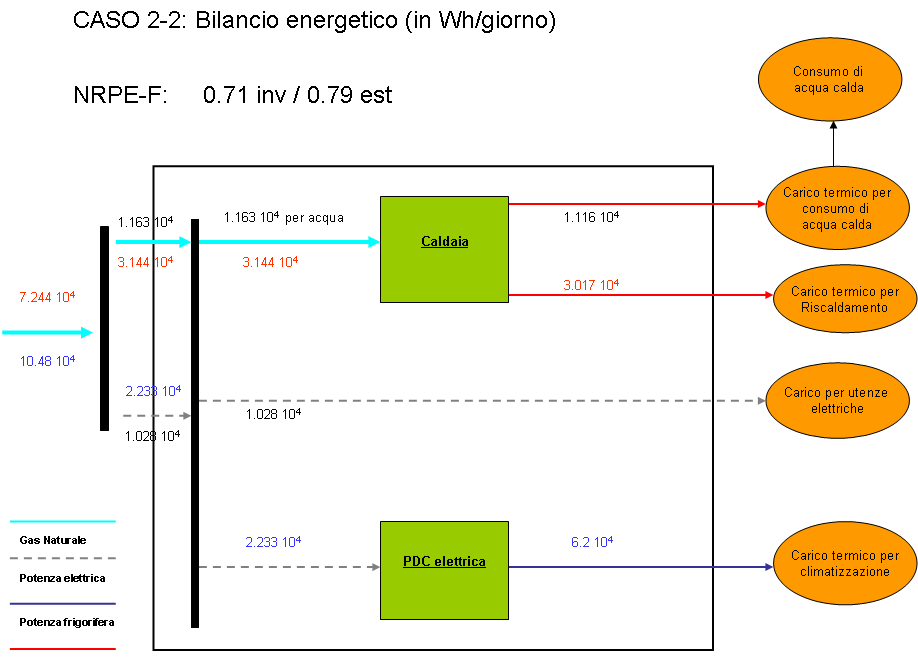 CASO 2-2: Bilancio energetico (in Wh/giorno)
NRPE-F: 0.71 inv / 0.79 est
Consumo di
acqua calda
Carico termico per
consumo di
acqua calda
1.163 10⁴
1.163 10⁴ per acqua
1.116 10⁴
Caldaia
3.144 10⁴
3.144 10⁴
3.017 10⁴
Carico termico per
Riscaldamento
7.244 10⁴
10.48 10⁴
2.233 10⁴
1.028 10⁴
1.028 10⁴
Carico per utenze
elettriche
2.233 10⁴
PDC elettrica
6.2 10⁴
Carico termico per
climatizzazione
Gas Naturale
Potenza elettrica
Potenza frigorifera